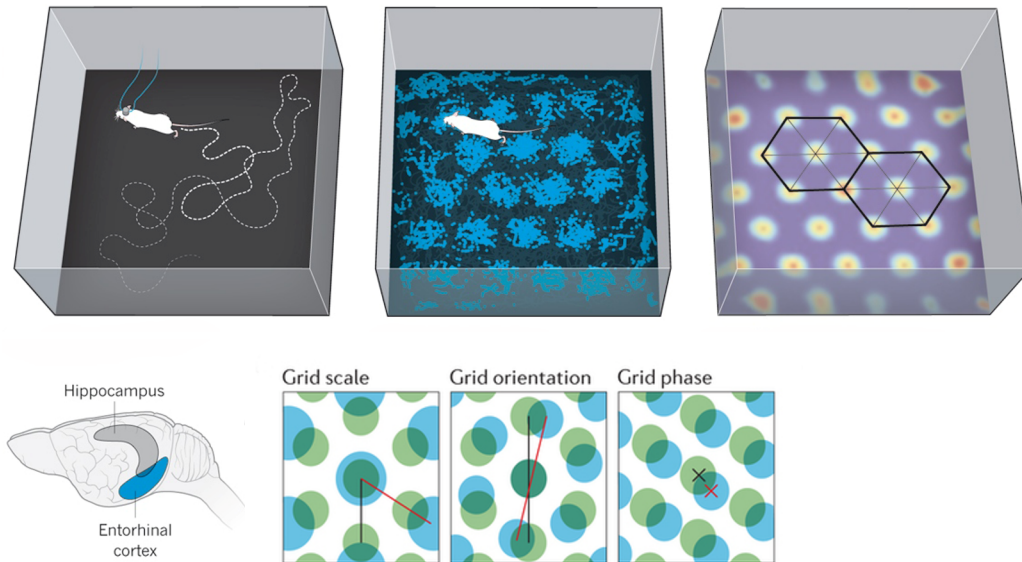 Hippocampus
Entorhinal
cortex
Grid scale
Grid orientation
Grid phase